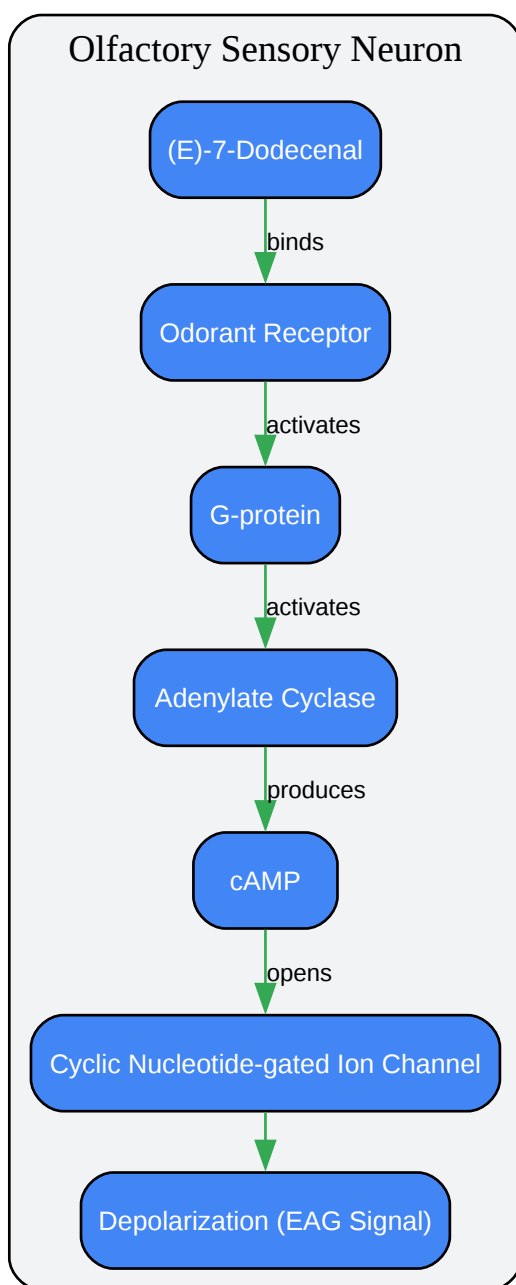 Olfactory Sensory Neuron
(E)-7-Dodecenal
binds
Odorant Receptor
activates
G-protein
activates
Adenylate Cyclase
produces
cAMP
opens
Cyclic Nucleotide-gated Ion Channel
Depolarization (EAG Signal)